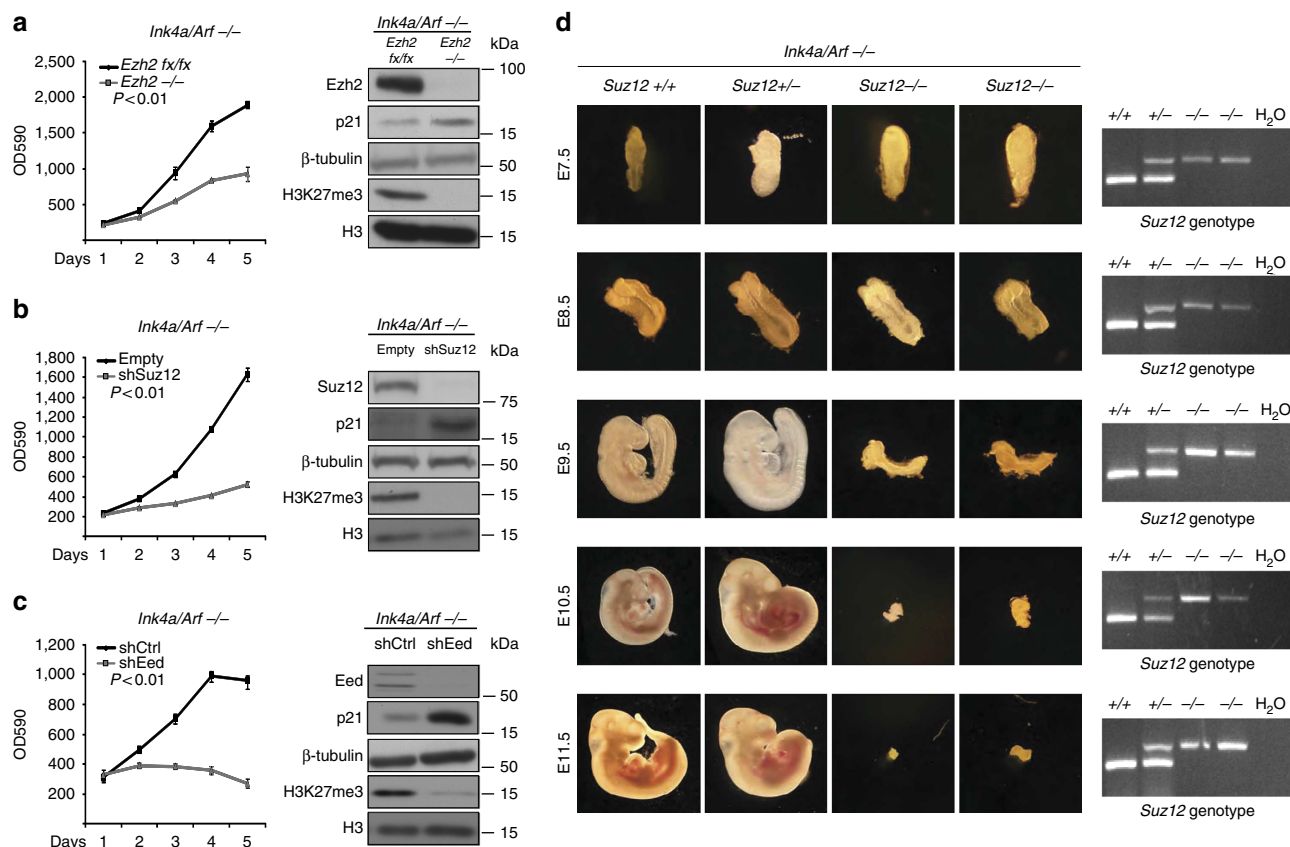 a
Ink4a/Arf –/–
2,500
2,000
1,500
1,000
500
OD590
Ezh2 fx/fx
Ezh2 –/–
P<0.01
Days 1 2 3 4 5
Ink4a/Arf –/–
Ezh2 fx/fx
Ezh2 –/–
kDa
Ezh2
100
p21
15
β-tubulin
50
H3K27me3
15
H3
15
b
Ink4a/Arf –/–
1,800
1,600
1,400
1,200
1,000
800
600
400
200
OD590
Empty
shSuz12
P<0.01
Days 1 2 3 4 5
Ink4a/Arf –/–
Empty shSuz12 kDa
Suz12
75
p21
15
β-tubulin
50
H3K27me3
15
H3
15
c
Ink4a/Arf –/–
1,200
1,000
800
600
400
200
OD590
shCtrl
shEed
P<0.01
Days 1 2 3 4 5
Ink4a/Arf –/–
shCtrl shEed kDa
Eed
50
p21
15
β-tubulin
50
H3K27me3
15
H3
15
d
Ink4a/Arf –/–
Suz12 +/+ Suz12+/– Suz12–/– Suz12–/–
E7.5
+/+ +/– –/– –/– H2O
Suz12 genotype
E8.5
+/+ +/– –/– –/– H2O
Suz12 genotype
E9.5
+/+ +/– –/– –/– H2O
Suz12 genotype
E10.5
+/+ +/– –/– –/– H2O
Suz12 genotype
E11.5
+/+ +/– –/– –/– H2O
Suz12 genotype